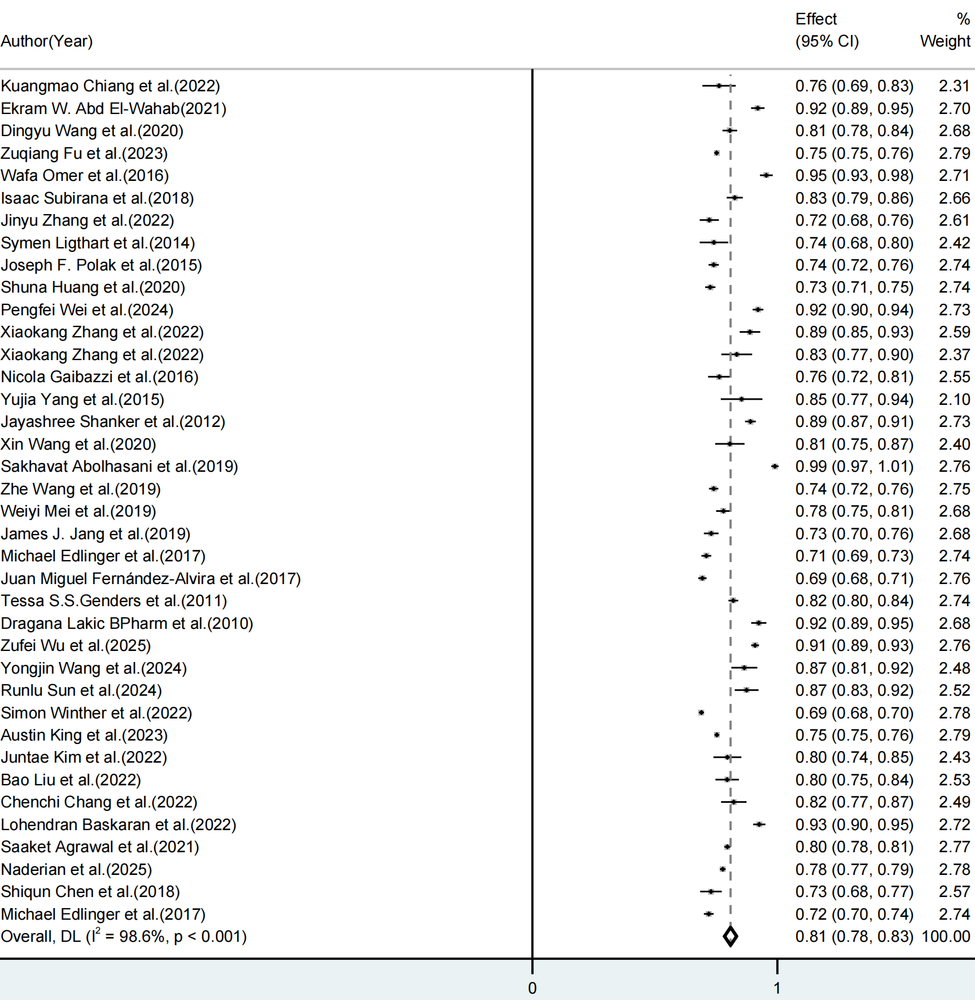 Effect %
Author(Year) (95% CI) Weight
Kuangmao Chiang et al.(2022) 0.76 (0.69, 0.83) 2.31
Ekram W. Abd El-Wahab(2021) 0.92 (0.89, 0.95) 2.70
Dingyu Wang et al.(2020) 0.81 (0.78, 0.84) 2.68
Zuqiang Fu et al.(2023) 0.75 (0.75, 0.76) 2.79
Wafa Omer et al.(2016) 0.95 (0.93, 0.98) 2.71
Isaac Subirana et al.(2018) 0.83 (0.79, 0.86) 2.66
Jinyu Zhang et al.(2022) 0.72 (0.68, 0.76) 2.61
Symen Ligthart et al.(2014) 0.74 (0.68, 0.80) 2.42
Joseph F. Polak et al.(2015) 0.74 (0.72, 0.76) 2.74
Shuna Huang et al.(2020) 0.73 (0.71, 0.75) 2.74
Pengfei Wei et al.(2024) 0.92 (0.90, 0.94) 2.73
Xiaokang Zhang et al.(2022) 0.89 (0.85, 0.93) 2.59
Xiaokang Zhang et al.(2022) 0.83 (0.77, 0.90) 2.37
Nicola Gaibazzi et al.(2016) 0.76 (0.72, 0.81) 2.55
Yujia Yang et al.(2015) 0.85 (0.77, 0.94) 2.10
Jayashree Shanker et al.(2012) 0.89 (0.87, 0.91) 2.73
Xin Wang et al.(2020) 0.81 (0.75, 0.87) 2.40
Sakhavat Abolhasani et al.(2019) 0.99 (0.97, 1.01) 2.76
Zhe Wang et al.(2019) 0.74 (0.72, 0.76) 2.75
Weiyi Mei et al.(2019) 0.78 (0.75, 0.81) 2.68
James J. Jang et al.(2019) 0.73 (0.70, 0.76) 2.68
Michael Edlinger et al.(2017) 0.71 (0.69, 0.73) 2.74
Juan Miguel Fernández-Alvira et al.(2017) 0.69 (0.68, 0.71) 2.76
Tessa S.S.Genders et al.(2011) 0.82 (0.80, 0.84) 2.74
Dragana Lakic BPharm et al.(2010) 0.92 (0.89, 0.95) 2.68
Zufei Wu et al.(2025) 0.91 (0.89, 0.93) 2.76
Yongjin Wang et al.(2024) 0.87 (0.81, 0.92) 2.48
Runlu Sun et al.(2024) 0.87 (0.83, 0.92) 2.52
Simon Winther et al.(2022) 0.69 (0.68, 0.70) 2.78
Austin King et al.(2023) 0.75 (0.75, 0.76) 2.79
Juntae Kim et al.(2022) 0.80 (0.74, 0.85) 2.43
Bao Liu et al.(2022) 0.80 (0.75, 0.84) 2.53
Chenchi Chang et al.(2022) 0.82 (0.77, 0.87) 2.49
Lohendran Baskaran et al.(2022) 0.93 (0.90, 0.95) 2.72
Saaket Agrawal et al.(2021) 0.80 (0.78, 0.81) 2.77
Naderian et al.(2025) 0.78 (0.77, 0.79) 2.78
Shiqun Chen et al.(2018) 0.73 (0.68, 0.77) 2.57
Michael Edlinger et al.(2017) 0.72 (0.70, 0.74) 2.74
Overall, DL (I² = 98.6%, p < 0.001) 0.81 (0.78, 0.83) 100.00
0 1